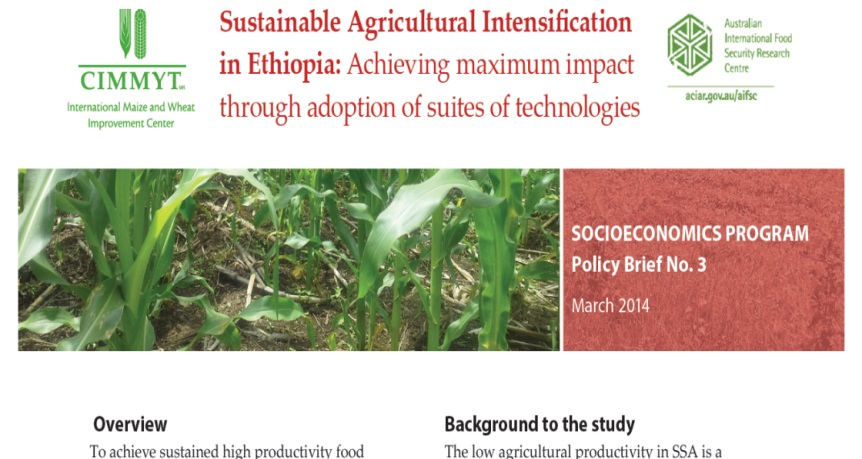 CIMMYT
International Maize and Wheat
Improvement Center
Sustainable Agricultural Intensification
in Ethiopia: Achieving maximum impact
through adoption of suites of technologies
Australian
International Food
Security Research
Centre
aciar.gov.au/aifsc
SOCIOECONOMICS PROGRAM
Policy Brief No. 3
March 2014
Overview
To achieve sustained high productivity food
Background to the study
The low agricultural productivity in SSA is a